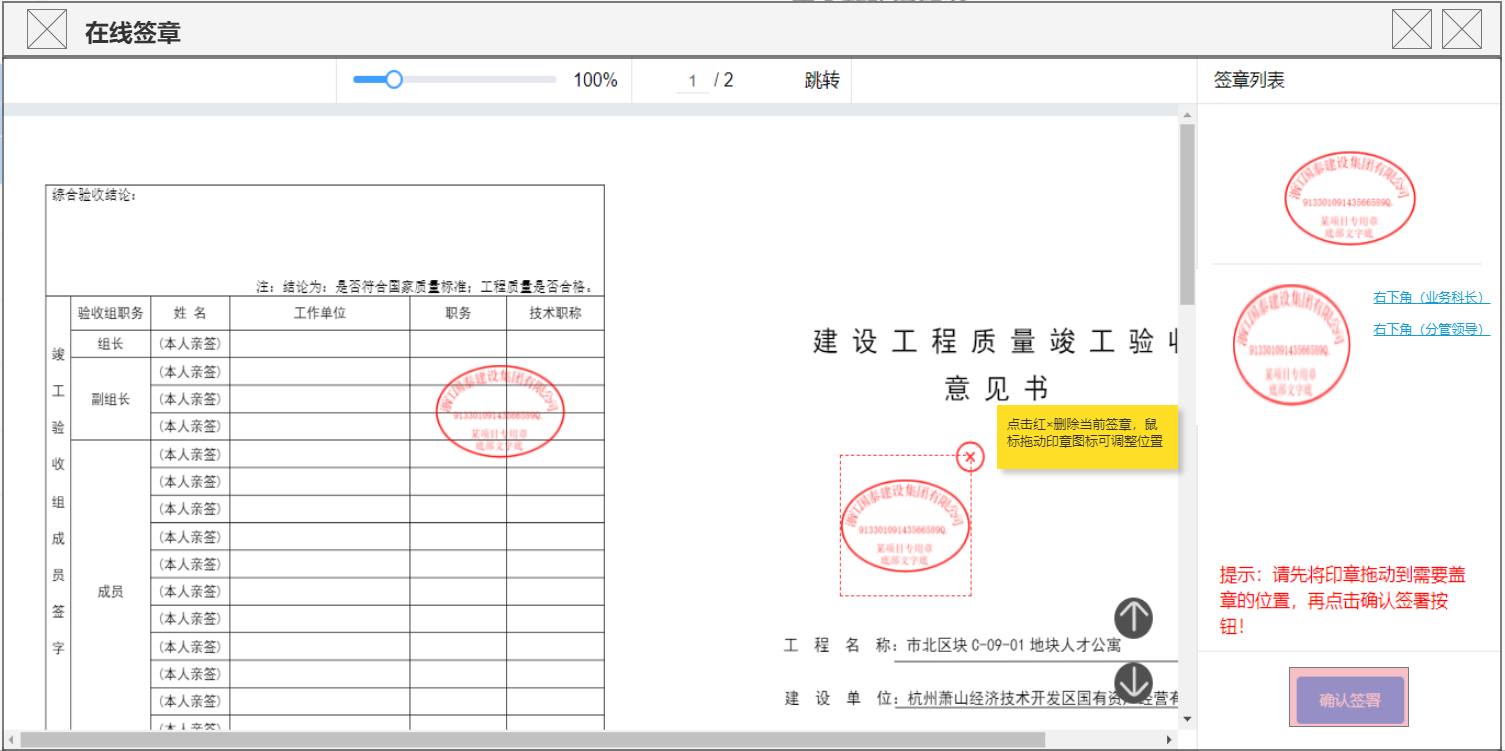 在线签章
100%
1 / 2
跳转
签章列表
综合验收结论：
注：结论为：是否符合国家质量标准；工程质量是否合格。
竣工验收组成员签字
验收组职务 姓 名 工作单位 职务 技术职称
组长 (本人亲签)
(本人亲签)
副组长 (本人亲签)
(本人亲签)
(本人亲签)
(本人亲签)
(本人亲签)
(本人亲签)
(本人亲签)
成员 (本人亲签)
(本人亲签)
(本人亲签)
(本人亲签)
(本人亲签)
(本人亲签)
浙江国泰建设集团有限公司
91330109143566589Q.
某项目专用章
底部文字底
建设工程质量竣工验收
意见书
点击红×删除当前签章，鼠
标拖动印章图标可调整位置
浙江国泰建设集团有限公司
91330109143566589Q.
某项目专用章
底部文字底
工 程 名 称：市北区块 C-09-01 地块人才公寓
建 设 单 位：杭州萧山经济技术开发区国有资产经营有
浙江国泰建设集团有限公司
91330109143566589Q.
某项目专用章
底部文字底
浙江国泰建设集团有限公司
91330109143566589Q.
某项目专用章
底部文字底
右下角（业务科长）
右下角（分管领导）
提示：请先将印章拖动到需要盖
章的位置，再点击确认签署按
钮！
确认签署